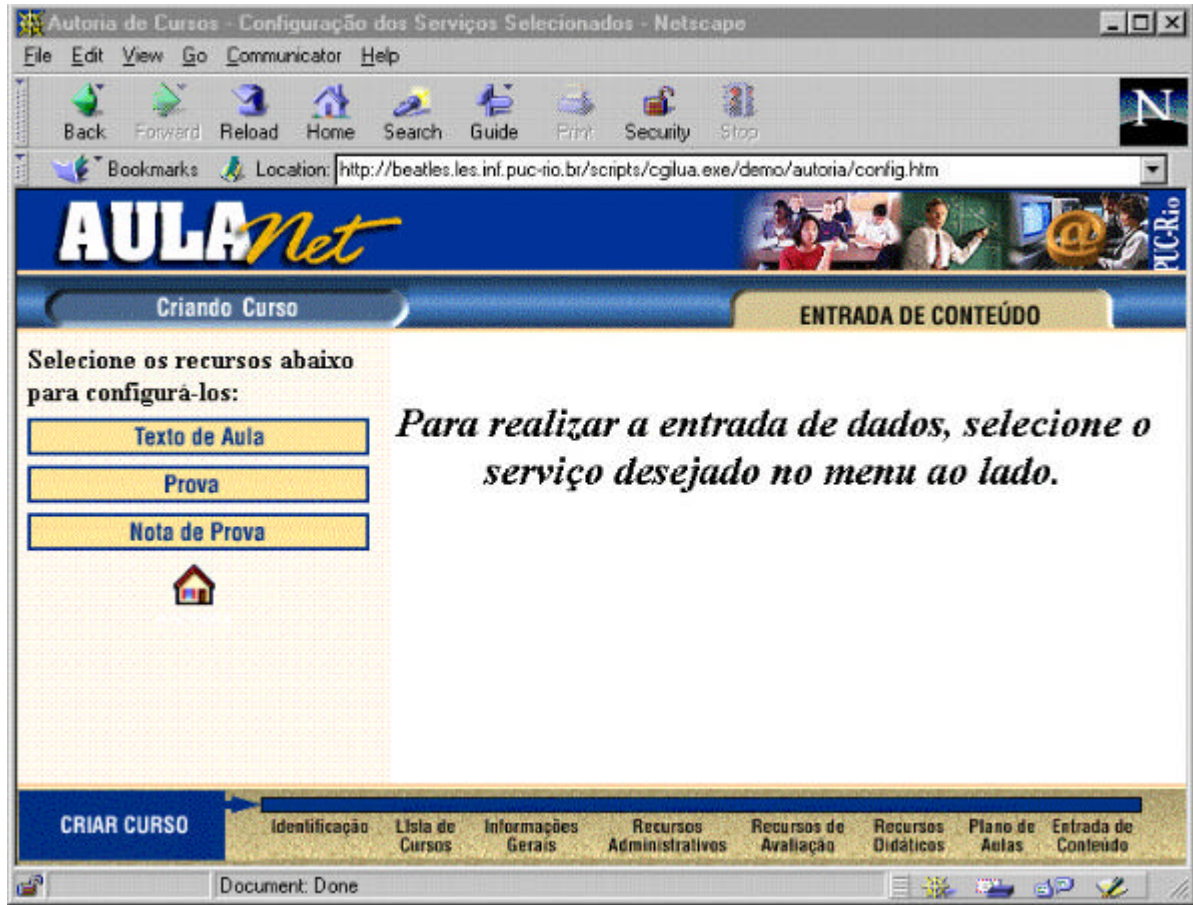 Autoria de Cursos - Configuração dos Serviços Selecionados - Netscape
File Edit View Go Communicator Help
Back Forward Reload Home Search Guide Print Security Stop
N
Bookmarks Location: http://beatles.les.inf.puc-rio.br/scripts/cgilua.exe/demo/autoria/config.htm
AULANet
@
PUC-Rio
Criando Curso
ENTRADA DE CONTEÚDO
Selecione os recursos abaixo
para configurá-los:
Texto de Aula
Prova
Nota de Prova
Para realizar a entrada de dados, selecione o
serviço desejado no menu ao lado.
CRIAR CURSO
Identificação
Lista de
Cursos
Informações
Gerais
Recursos
Administrativos
Recursos de
Avaliação
Recursos
Didáticos
Plano de
Aulas
Entrada de
Conteúdo
Document: Done